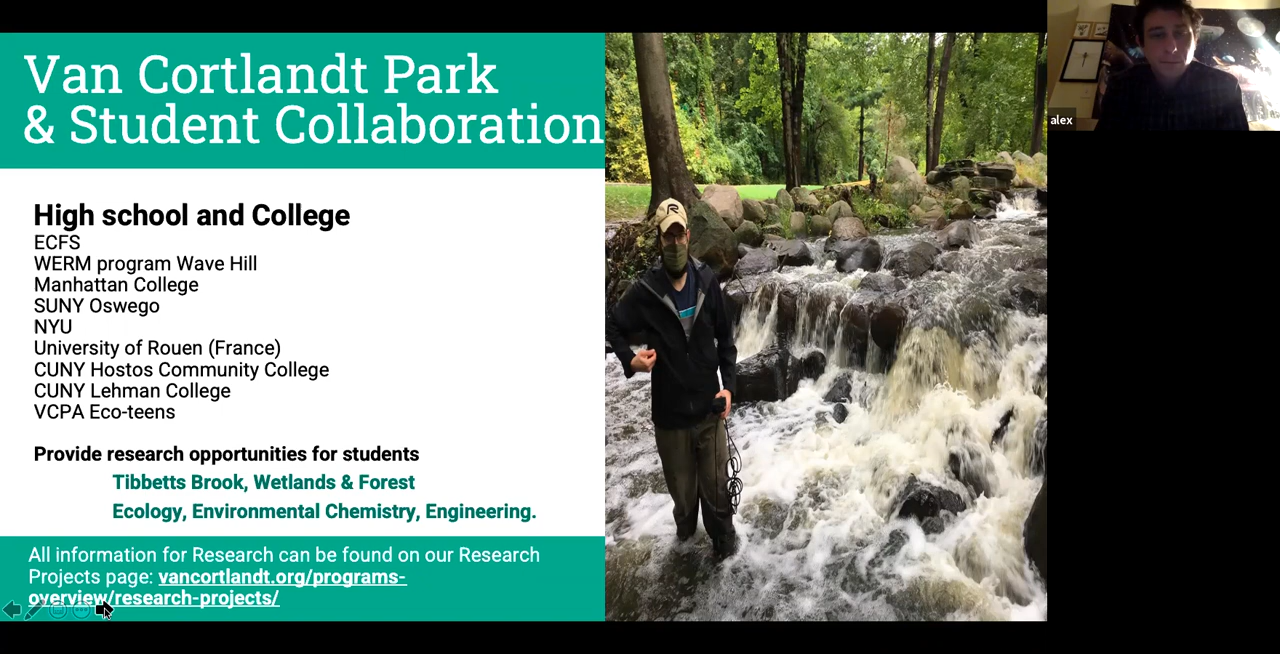 Van Cortlandt Park
& Student Collaboration
High school and College
ECFS
WERM program Wave Hill
Manhattan College
SUNY Oswego
NYU
University of Rouen (France)
CUNY Hostos Community College
CUNY Lehman College
VCPA Eco-teens
Provide research opportunities for students
Tibbetts Brook, Wetlands & Forest
Ecology, Environmental Chemistry, Engineering.
All information for Research can be found on our Research
Projects page: vancortlandt.org/programs-
overview/research-projects/
alex